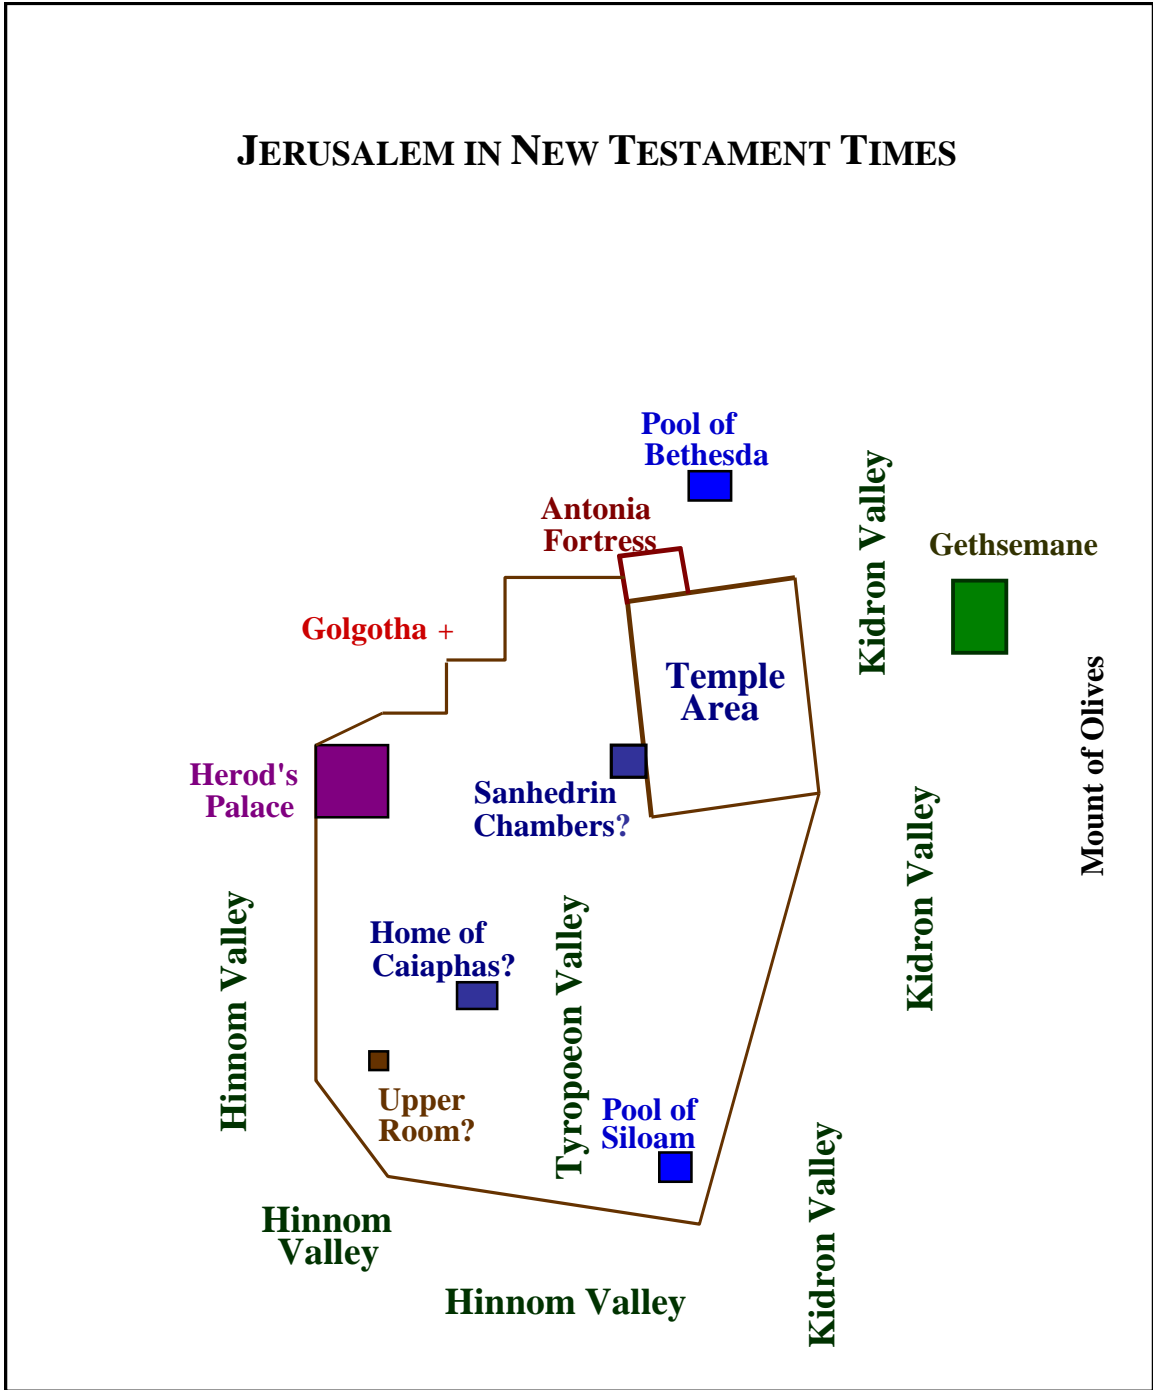 JERUSALEM IN NEW TESTAMENT TIMES
Pool of
Bethesda
Antonia
Fortress
Kidron Valley
Gethsemane
Golgotha +
Temple
Area
Mount of Olives
Herod's
Palace
Sanhedrin
Chambers?
Kidron Valley
Hinnom Valley
Home of
Caiaphas?
Tyropoeon Valley
Upper
Room?
Pool of
Siloam
Kidron Valley
Hinnom
Valley
Hinnom Valley